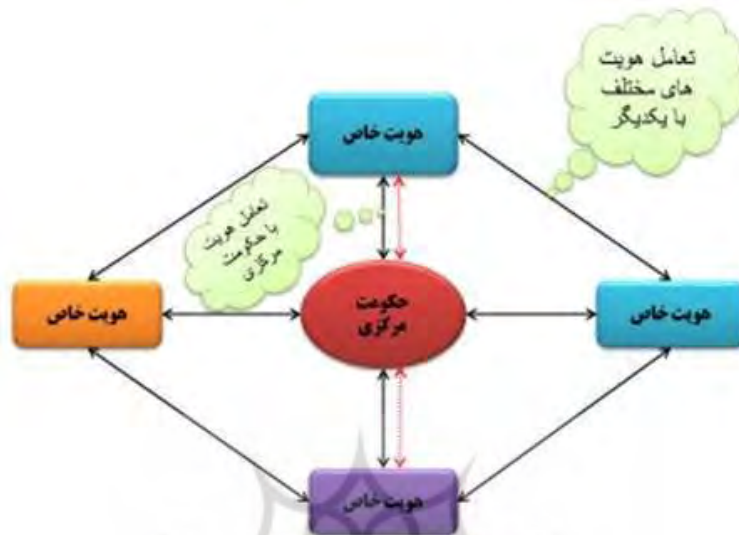 تعامل هویت
های مختلف
با یکدیگر
هویت خاص
تعامل هویت
با حکومت
مرکزی
هویت خاص
حکومت
مرکزی
هویت خاص
هویت خاص